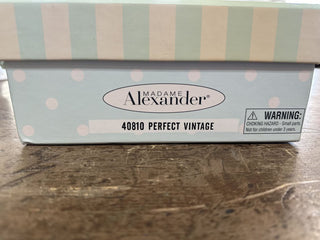 MADAME
Alexander®
40810 PERFECT VINTAGE
WARNING:
CHOKING HAZARD - Small parts.
Not for children under 3 years.